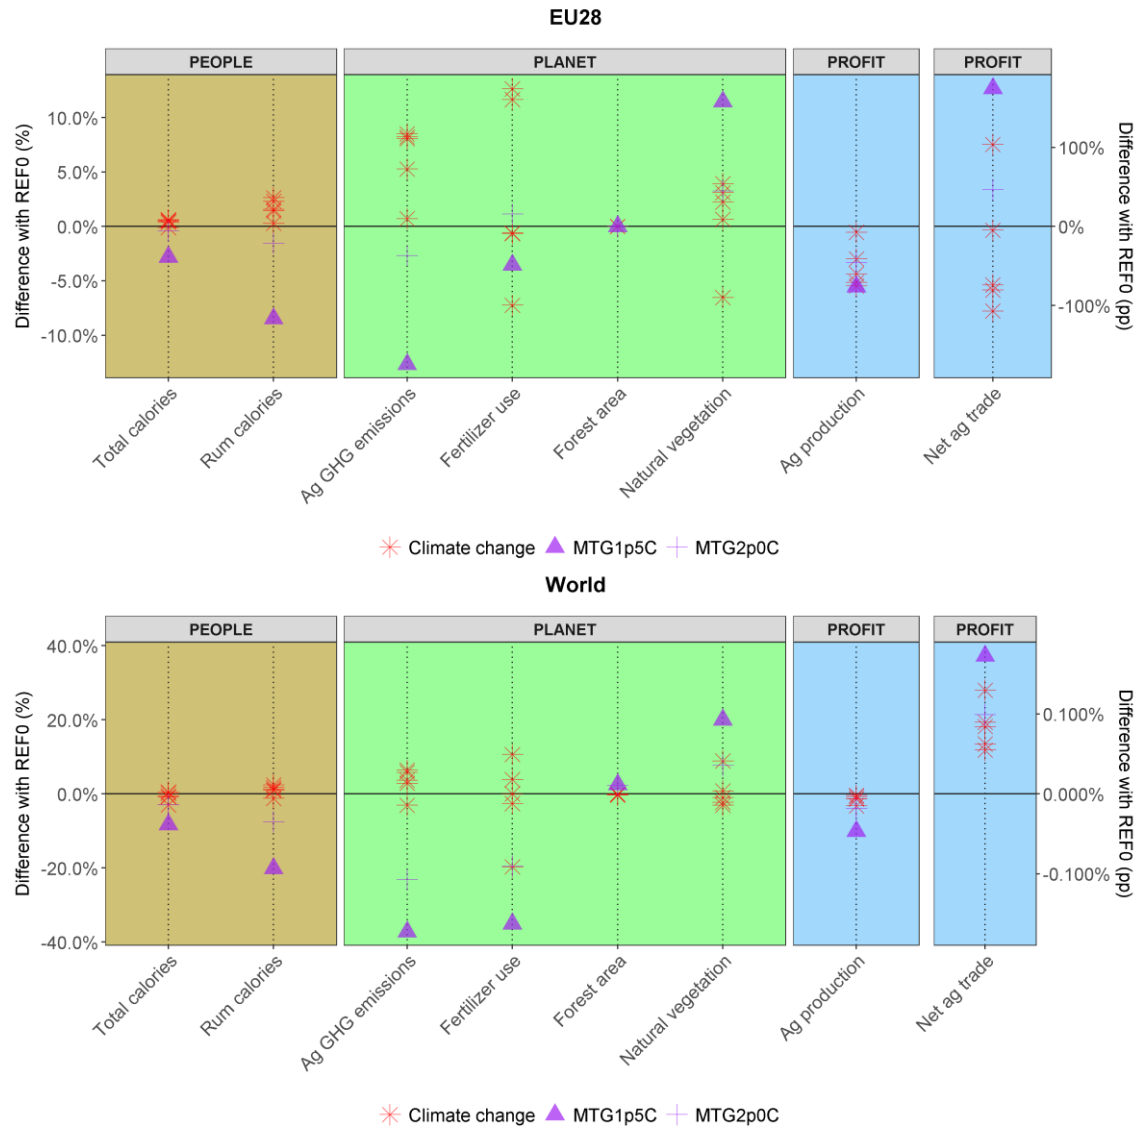 EU28
PEOPLE PLANET PROFIT PROFIT
Difference with REF0 (%)
10.0%
5.0%
0.0%
-5.0%
-10.0%
100%
0%
-100%
Difference with REF0 (pp)
Total calories
Rum calories
Ag GHG emissions
Fertilizer use
Forest area
Natural vegetation
Ag production
Net ag trade
Climate change MTG1p5C MTG2p0C
World
PEOPLE PLANET PROFIT PROFIT
Difference with REF0 (%)
40.0%
20.0%
0.0%
-20.0%
-40.0%
0.100%
0.000%
-0.100%
Difference with REF0 (pp)
Total calories
Rum calories
Ag GHG emissions
Fertilizer use
Forest area
Natural vegetation
Ag production
Net ag trade
Climate change MTG1p5C MTG2p0C